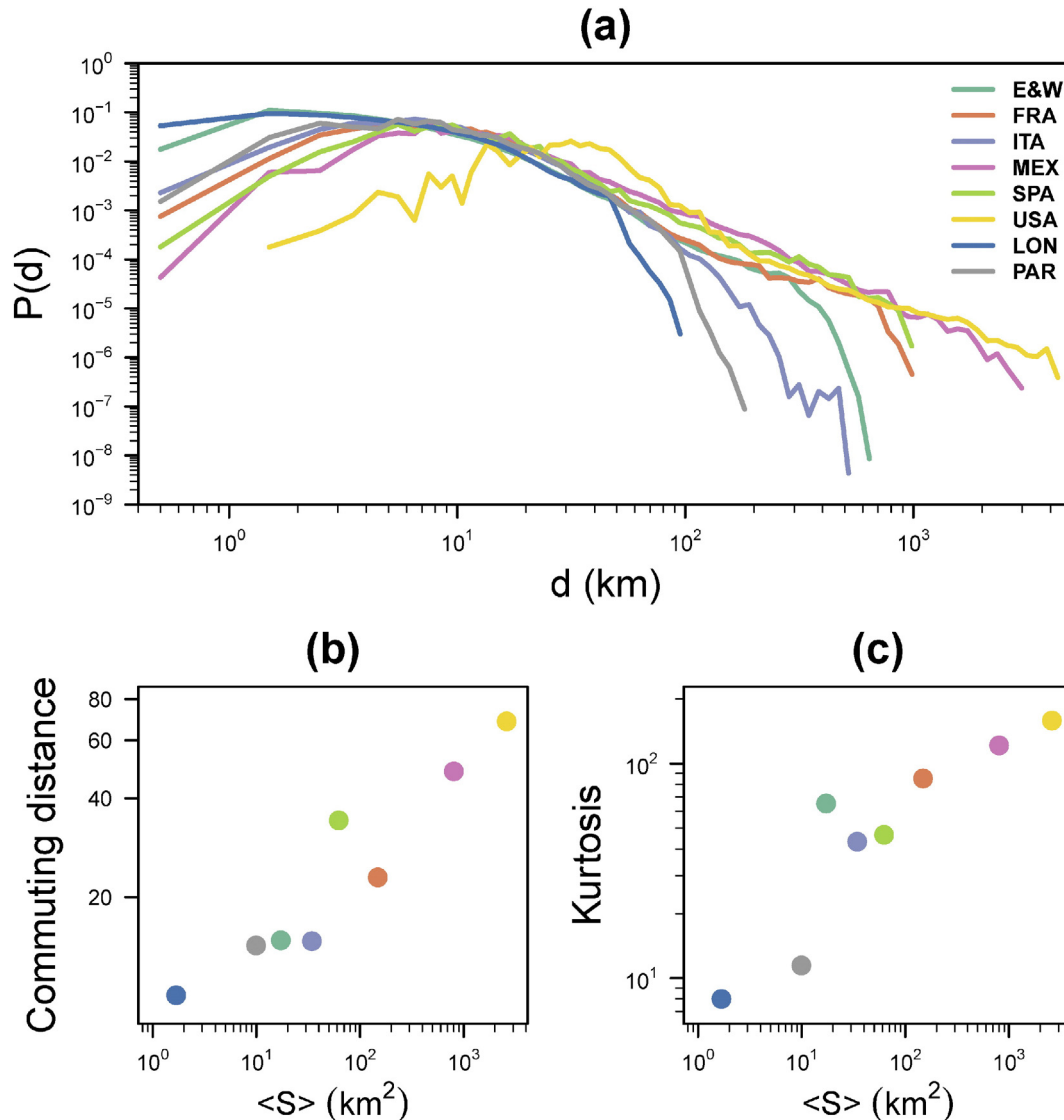 (a)
10^0
10^-1
10^-2
10^-3
10^-4
10^-5
10^-6
10^-7
10^-8
10^-9
P(d)
E&W
FRA
ITA
MEX
SPA
USA
LON
PAR
10^0 10^1 10^2 10^3
d (km)
(b)
80
60
40
20
Commuting distance
10^0 10^1 10^2 10^3
<S> (km^2)
(c)
10^2
10^1
Kurtosis
10^0 10^1 10^2 10^3
<S> (km^2)